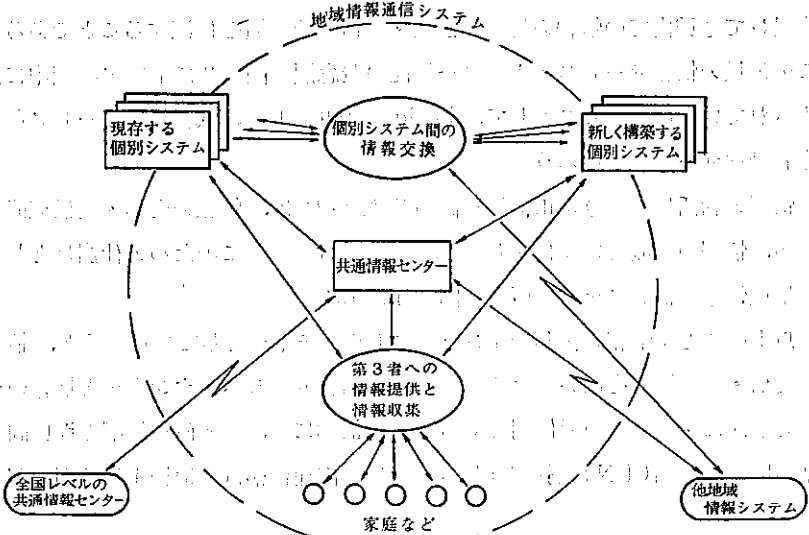 地域情報通信システム
現存する
個別システム
個別システム間の
情報交換
新しく構築する
個別システム
共通情報センター
第3者への
情報提供と
情報収集
全国レベルの
共通情報センター
他地域
情報システム
家庭など